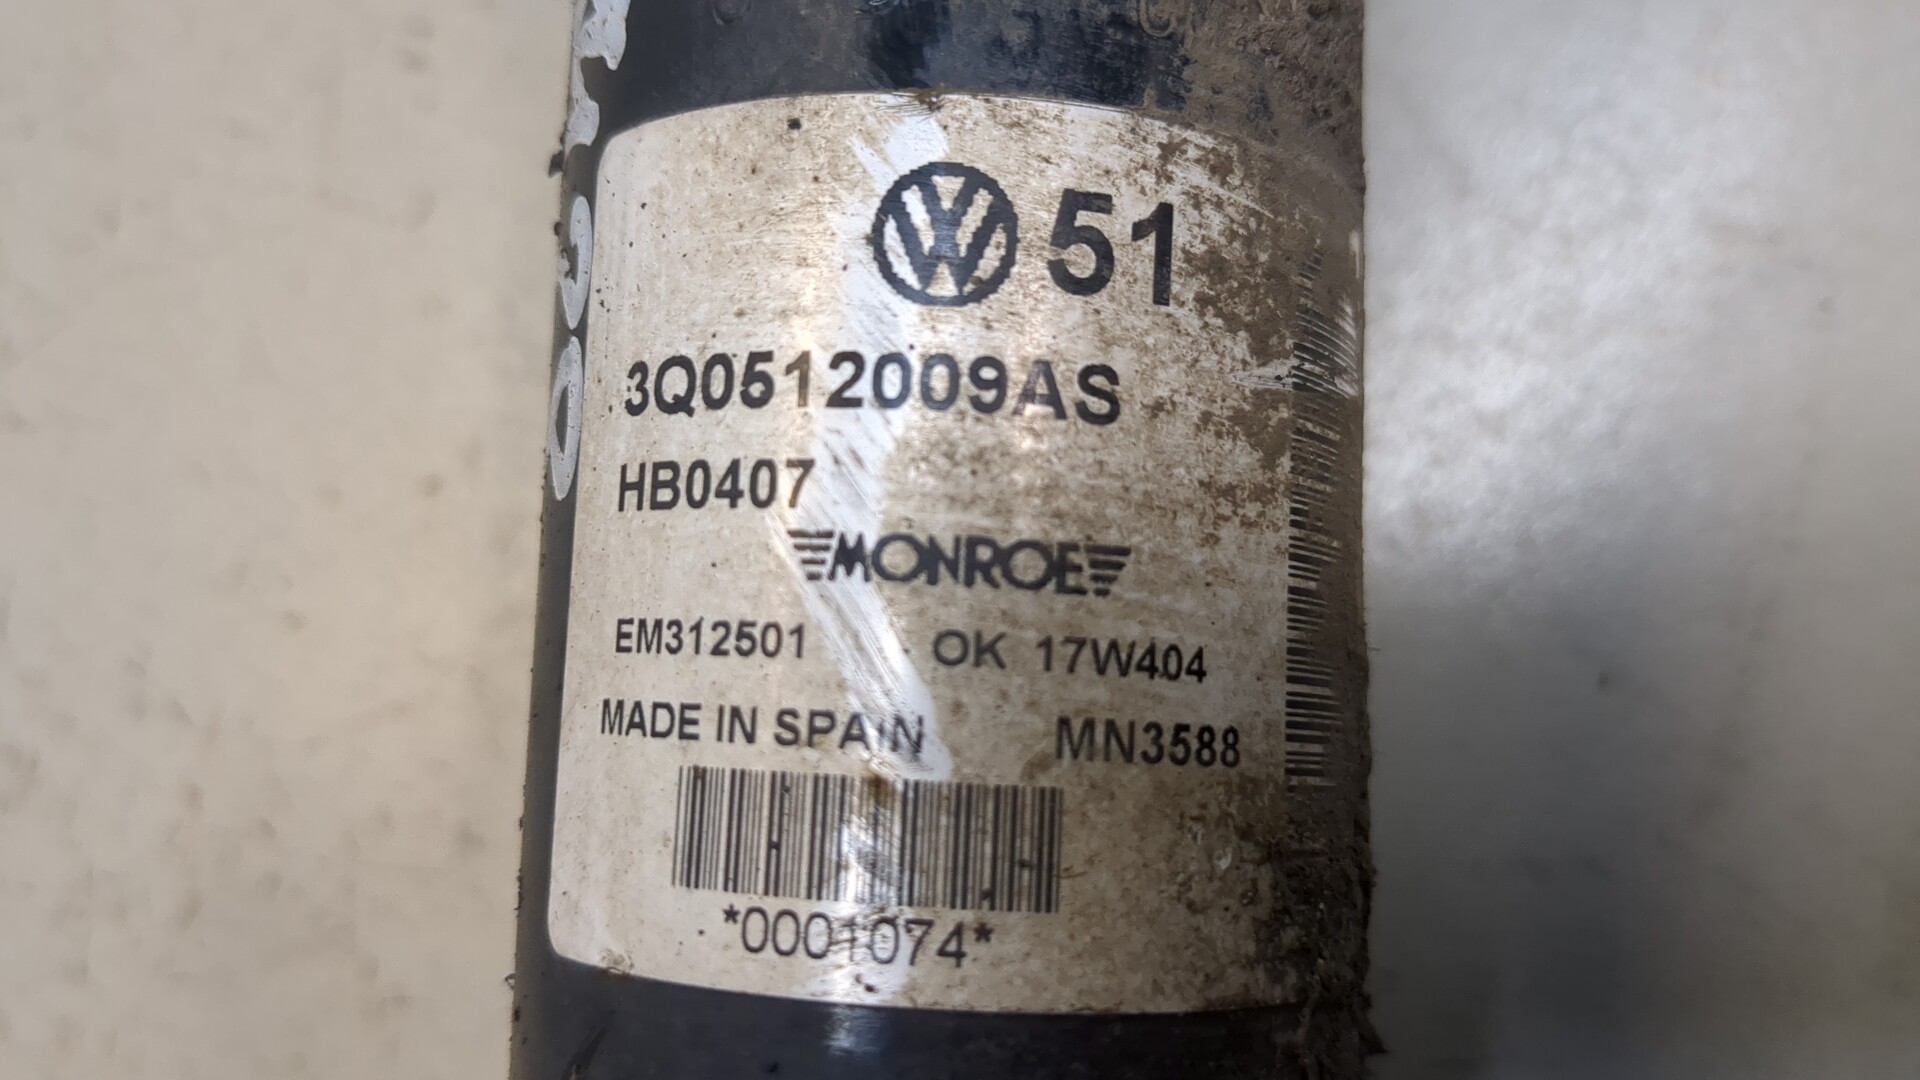 51
3Q0512009AS
HB0407
MONROE
EM312501 OK 17W404
MADE IN SPAIN MN3588
*0001074*